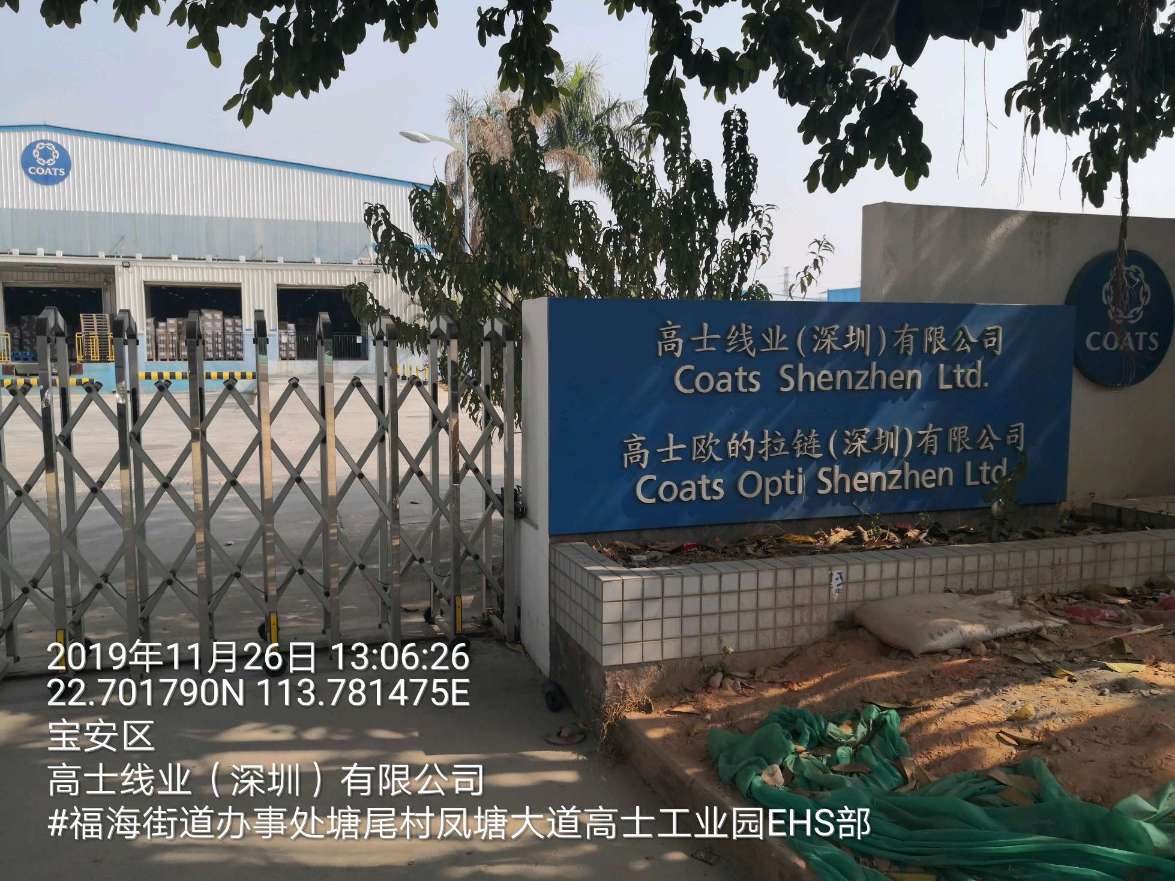 COATS
高士线业(深圳)有限公司
Coats Shenzhen Ltd.
COATS
高士欧的拉链(深圳)有限公司
Coats Opti Shenzhen Ltd.
2019年11月26日 13:06:26
22.701790N 113.781475E
宝安区
高士线业（深圳）有限公司
#福海街道办事处塘尾村凤塘大道高士工业园EHS部